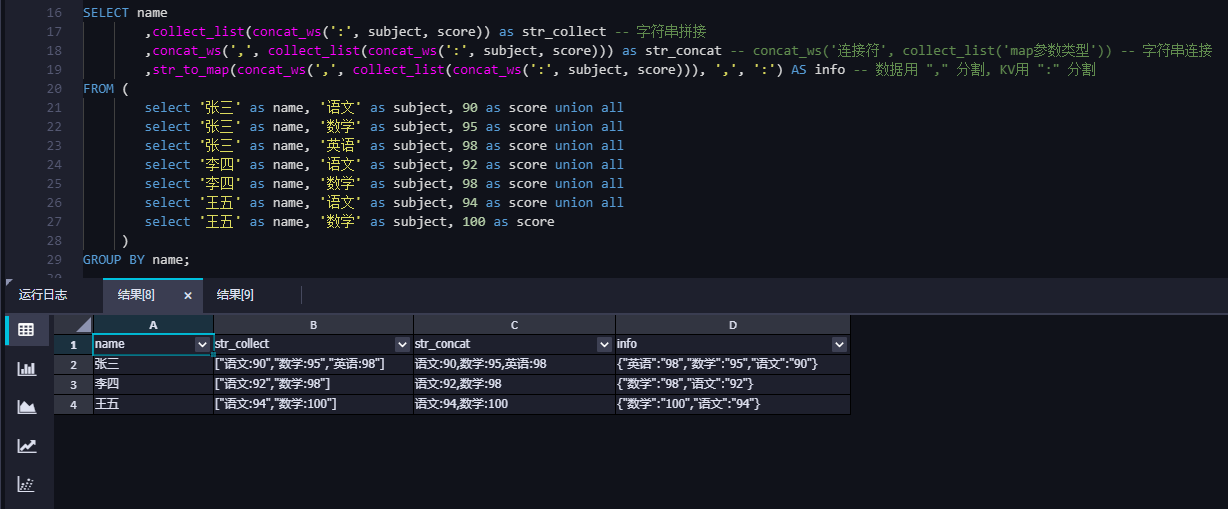 16 SELECT name
17 ,collect_list(concat_ws(':', subject, score)) as str_collect -- 字符串拼接
18 ,concat_ws(',', collect_list(concat_ws(':', subject, score))) as str_concat -- concat_ws('连接符', collect_list('map参数类型')) -- 字符串连接
19 ,str_to_map(concat_ws(',', collect_list(concat_ws(':', subject, score))), ',', ':') AS info -- 数据用 "," 分割, KV用 ":" 分割
20 FROM (
21 select '张三' as name, '语文' as subject, 90 as score union all
22 select '张三' as name, '数学' as subject, 95 as score union all
23 select '张三' as name, '英语' as subject, 98 as score union all
24 select '李四' as name, '语文' as subject, 92 as score union all
25 select '李四' as name, '数学' as subject, 98 as score union all
26 select '王五' as name, '语文' as subject, 94 as score union all
27 select '王五' as name, '数学' as subject, 100 as score
28 )
29 GROUP BY name;
运行日志 结果[8] × 结果[9]
A B C D
1 name str_collect str_concat info
2 张三 ["语文:90","数学:95","英语:98"] 语文:90,数学:95,英语:98 {"英语":"98","数学":"95","语文":"90"}
3 李四 ["语文:92","数学:98"] 语文:92,数学:98 {"数学":"98","语文":"92"}
4 王五 ["语文:94","数学:100"] 语文:94,数学:100 {"数学":"100","语文":"94"}